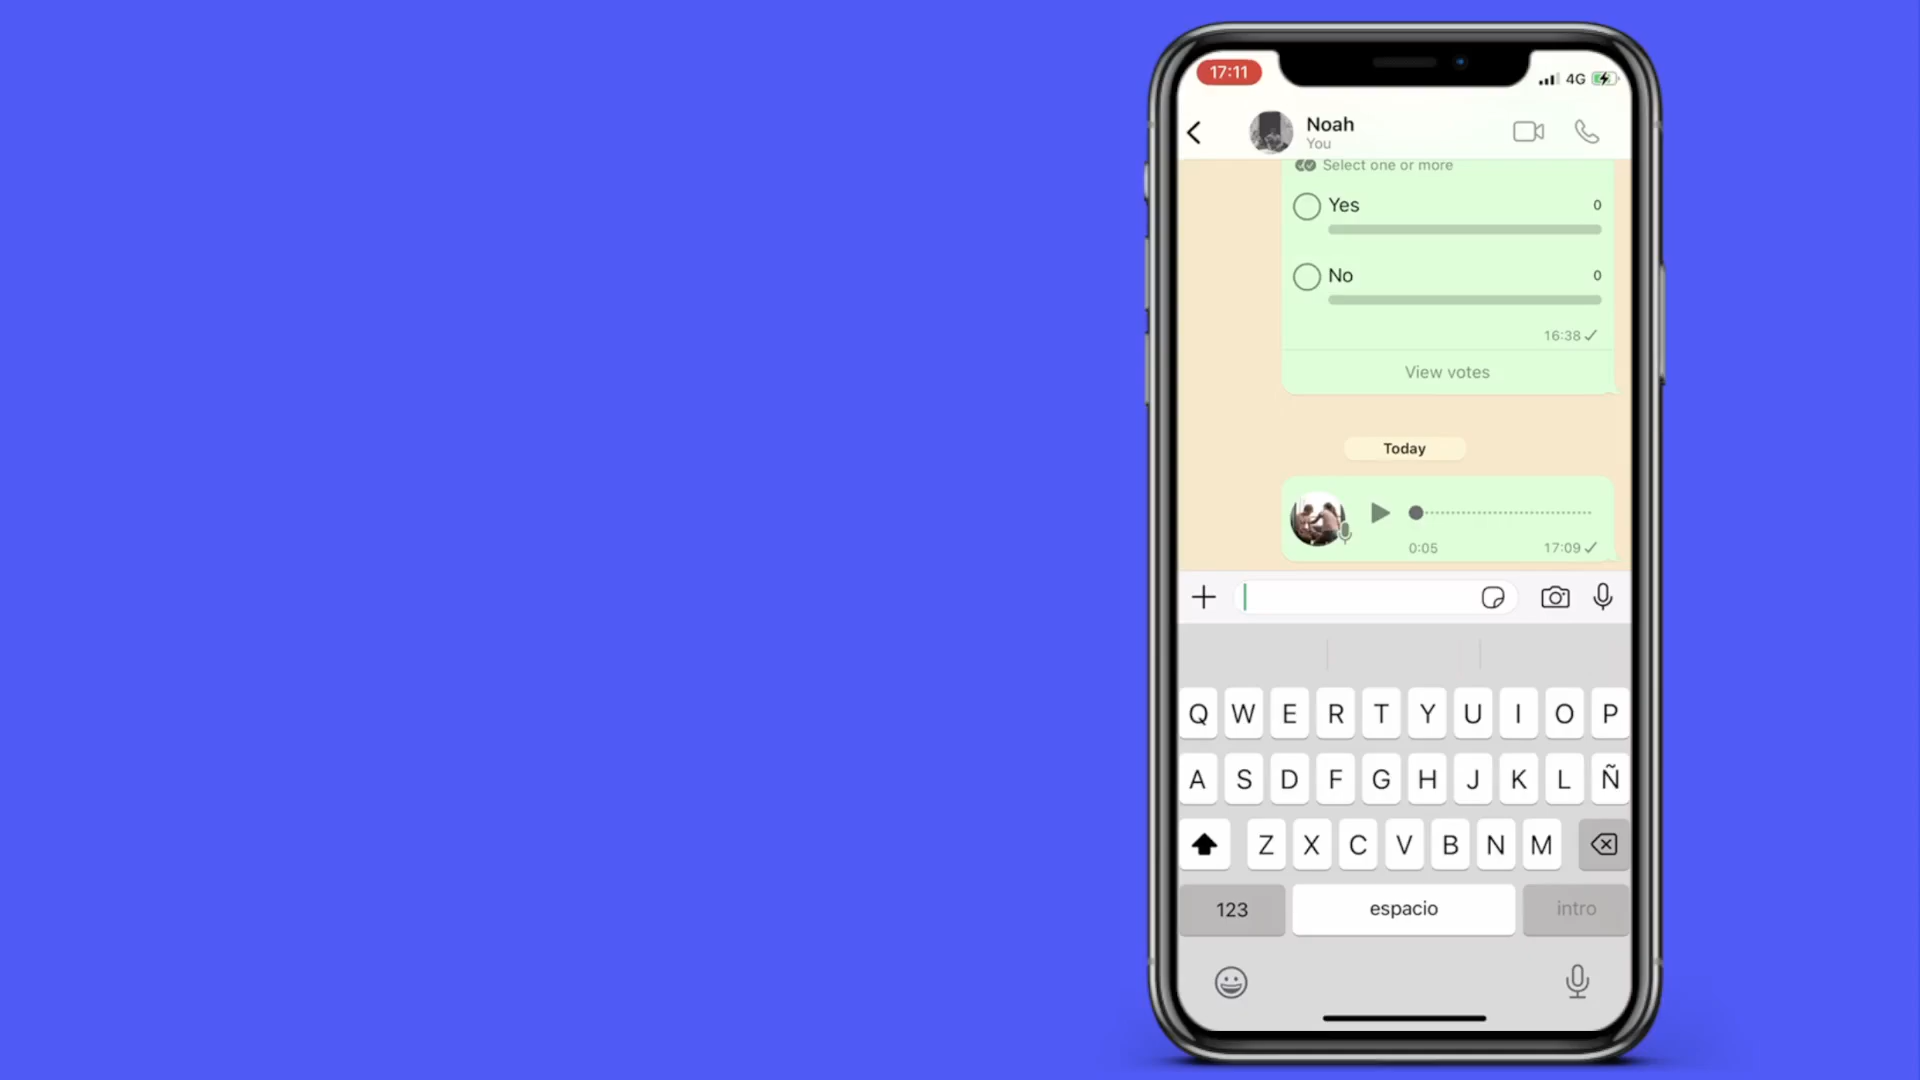 17:11
4G
Noah
You
Select one or more
Yes 0
No 0
16:38
View votes
Today
0:05 17:09
Q W E R T Y U I O P
A S D F G H J K L Ñ
Z X C V B N M
123 espacio intro